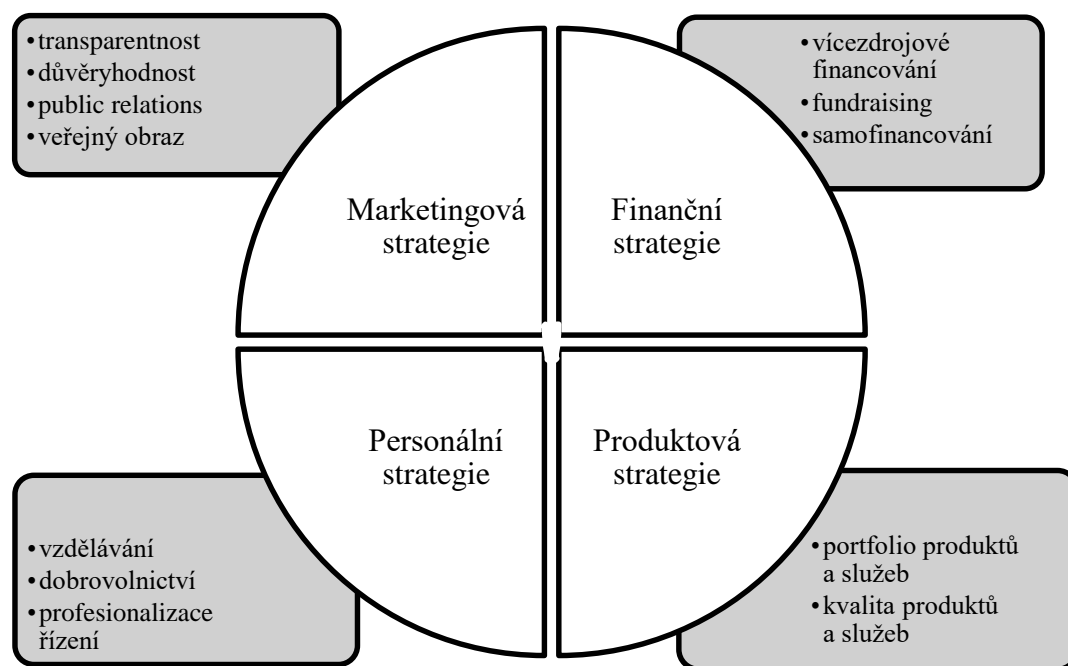 •transparentnost
•důvěryhodnost
•public relations
•veřejný obraz
•vícezdrojové
financování
•fundraising
•samofinancování
Marketingová
strategie
Finanční
strategie
Personální
strategie
Produktová
strategie
•vzdělávání
•dobrovolnictví
•profesionalizace
řízení
•portfolio produktů
a služeb
•kvalita produktů
a služeb